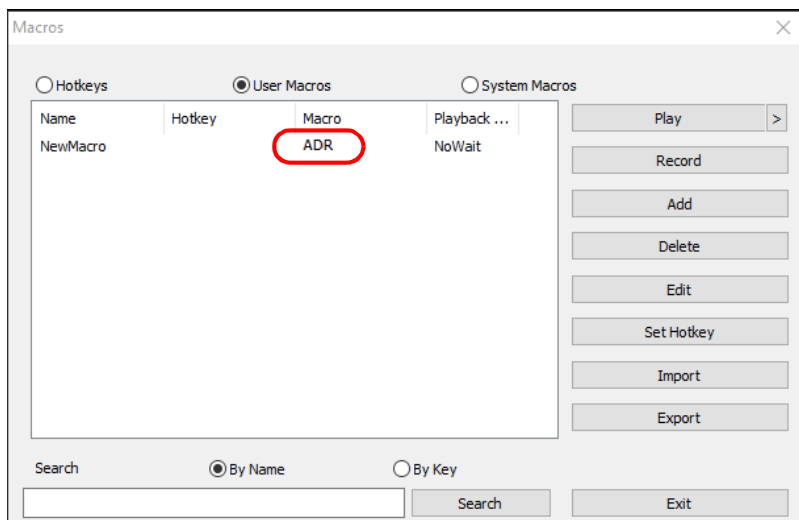 Macros
Hotkeys User Macros System Macros
Name Hotkey Macro Playback ... Play >
NewMacro ADR NoWait
Record
Add
Delete
Edit
Set Hotkey
Import
Export
Search By Name By Key
Search Exit